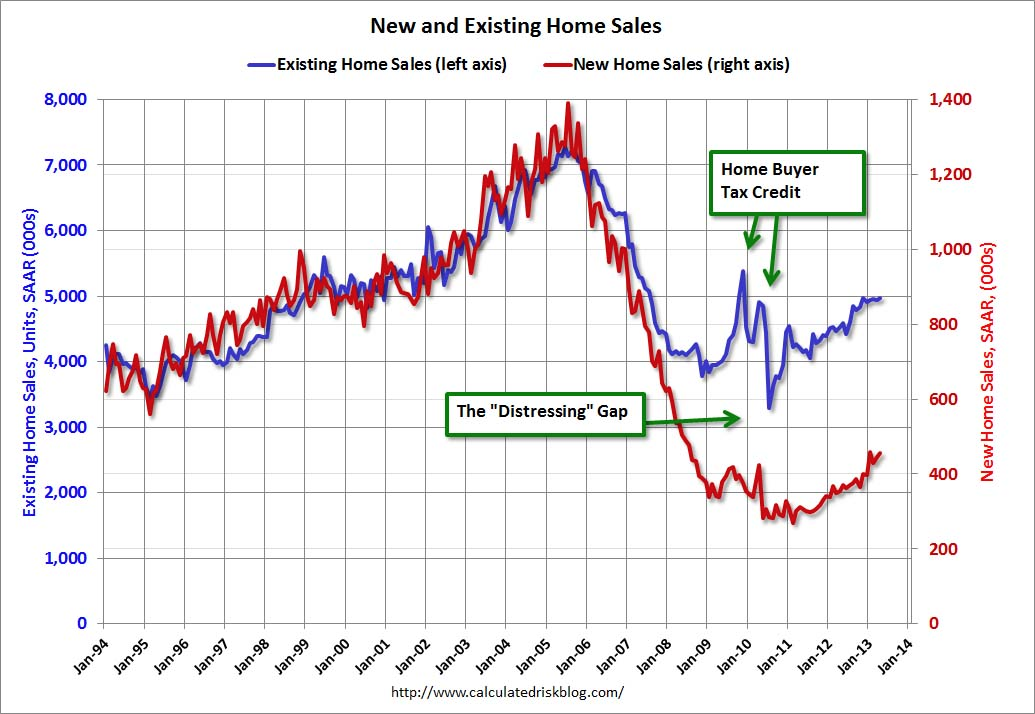 New and Existing Home Sales
Existing Home Sales (left axis)
New Home Sales (right axis)
8,000
7,000
6,000
5,000
4,000
3,000
2,000
1,000
0
Existing Home Sales, Units, SAAR (000s)
1,400
1,200
1,000
800
600
400
200
0
New Home Sales, SAAR, (000s)
Home Buyer
Tax Credit
The "Distressing" Gap
Jan-94
Jan-95
Jan-96
Jan-97
Jan-98
Jan-99
Jan-00
Jan-01
Jan-02
Jan-03
Jan-04
Jan-05
Jan-06
Jan-07
Jan-08
Jan-09
Jan-10
Jan-11
Jan-12
Jan-13
Jan-14
http://www.calculatedriskblog.com/